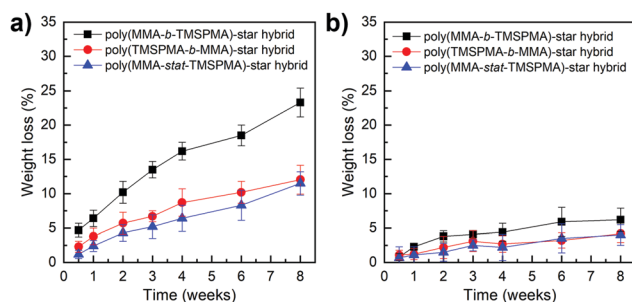 a)
35
30
25
20
15
10
5
0
Weight loss (%)
poly(MMA-b-TMSPMA)-star hybrid
poly(TMSPMA-b-MMA)-star hybrid
poly(MMA-stat-TMSPMA)-star hybrid
0 1 2 3 4 5 6 7 8
Time (weeks)
b)
35
30
25
20
15
10
5
0
Weight loss (%)
poly(MMA-b-TMSPMA)-star hybrid
poly(TMSPMA-b-MMA)-star hybrid
poly(MMA-stat-TMSPMA)-star hybrid
0 1 2 3 4 5 6 7 8
Time (weeks)